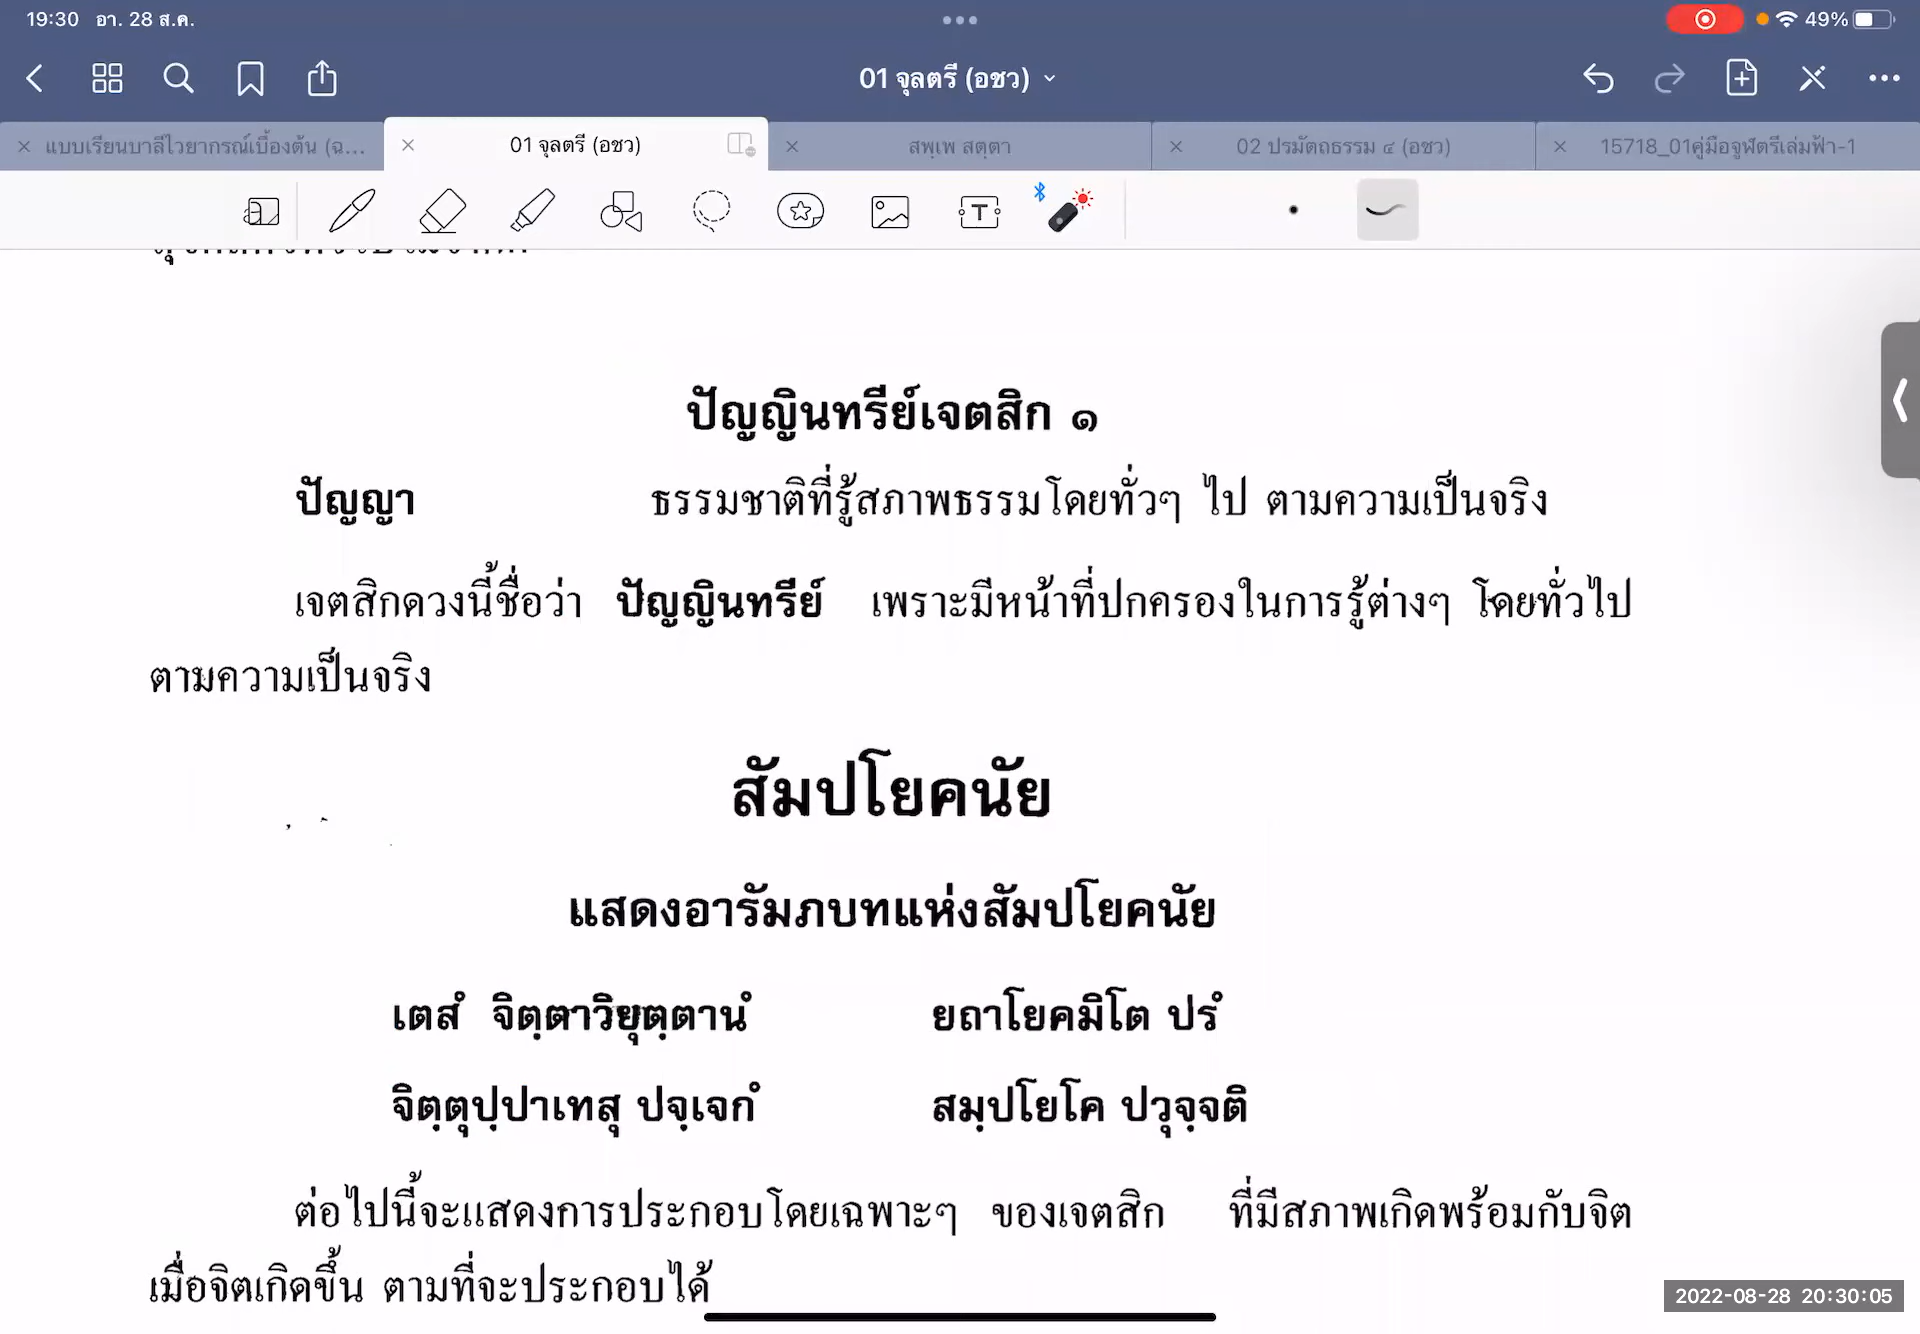 19:30 อา. 28 ส.ค.
49%
01 จุลตรี (อชว)
แบบเรียนบาลีไวยากรณ์เบื้องต้น (ฉ...
01 จุลตรี (อชว)
สพฺเพ สตฺตา
02 ปรมัตถธรรม ๔ (อชว)
15718_01คู่มือจูฬตรีเล่มฟ้า-1
ปัญญินทรีย์เจตสิก ๑
ปัญญา ธรรมชาติที่รู้สภาพธรรมโดยทั่วๆ ไป ตามความเป็นจริง
เจตสิกดวงนี้ชื่อว่า ปัญญินทรีย์ เพราะมีหน้าที่ปกครองในการรู้ต่างๆ โดยทั่วไป
ตามความเป็นจริง
สัมปโยคนัย
แสดงอารัมภบทแห่งสัมปโยคนัย
เตสํ จิตฺตาวิยุตฺตานํ ยถาโยคมิโต ปรํ
จิตฺตุปฺปาเทสุ ปจฺเจกํ สมฺปโยโค ปวุจฺจติ
ต่อไปนี้จะแสดงการประกอบโดยเฉพาะๆ ของเจตสิก ที่มีสภาพเกิดพร้อมกับจิต
เมื่อจิตเกิดขึ้น ตามที่จะประกอบได้
2022-08-28 20:30:05